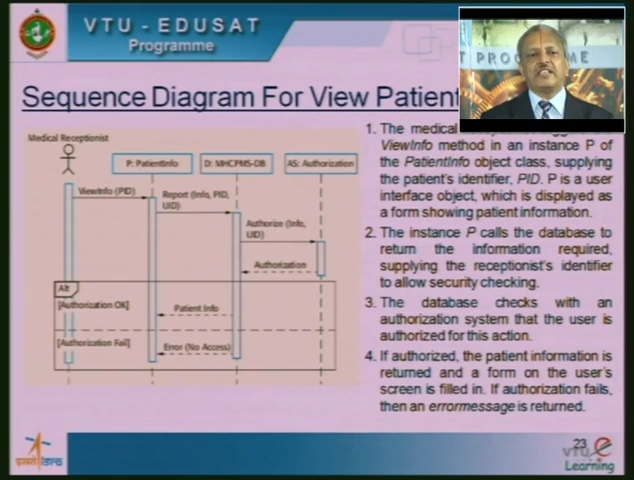 VTU - EDUSAT
Programme
T PROGRAMME
Sequence Diagram For View Patient
Medical Receptionist
P: PatientInfo
D: MHCPMS-DB
AS: Authorization
ViewInfo (PID)
Report (Info, PID,
UID)
Authorize (Info,
UID)
Authorization
Alt
[Authorization OK]
Patient Info
[Authorization Fail]
Error (No Access)
1. The medical
ViewInfo method in an instance P of
the PatientInfo object class, supplying
the patient's identifier, PID. P is a user
interface object, which is displayed as
a form showing patient information.
2. The instance P calls the database to
return the information required,
supplying the receptionist's identifier
to allow security checking.
3. The database checks with an
authorization system that the user is
authorized for this action.
4. If authorized, the patient information is
returned and a form on the user's
screen is filled in. If authorization fails,
then an errormessage is returned.
23
VTU e
Learning